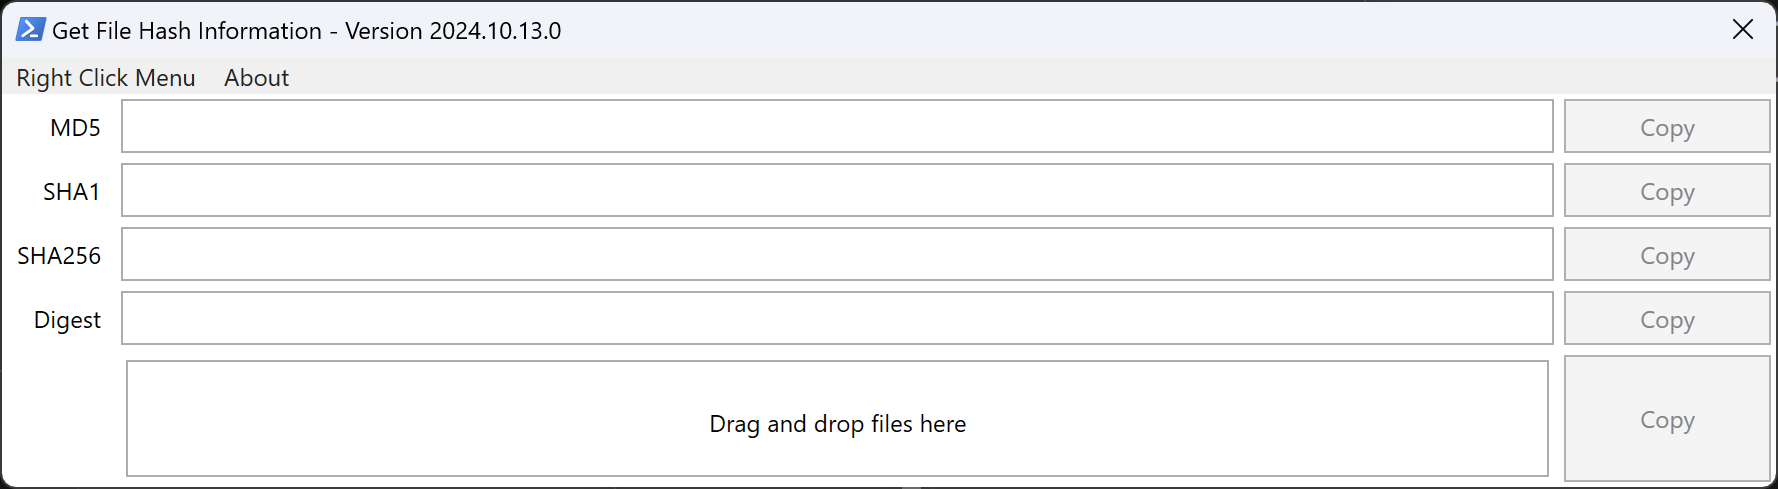 Get File Hash Information - Version 2024.10.13.0
Right Click Menu About
MD5 Copy
SHA1 Copy
SHA256 Copy
Digest Copy
Drag and drop files here Copy